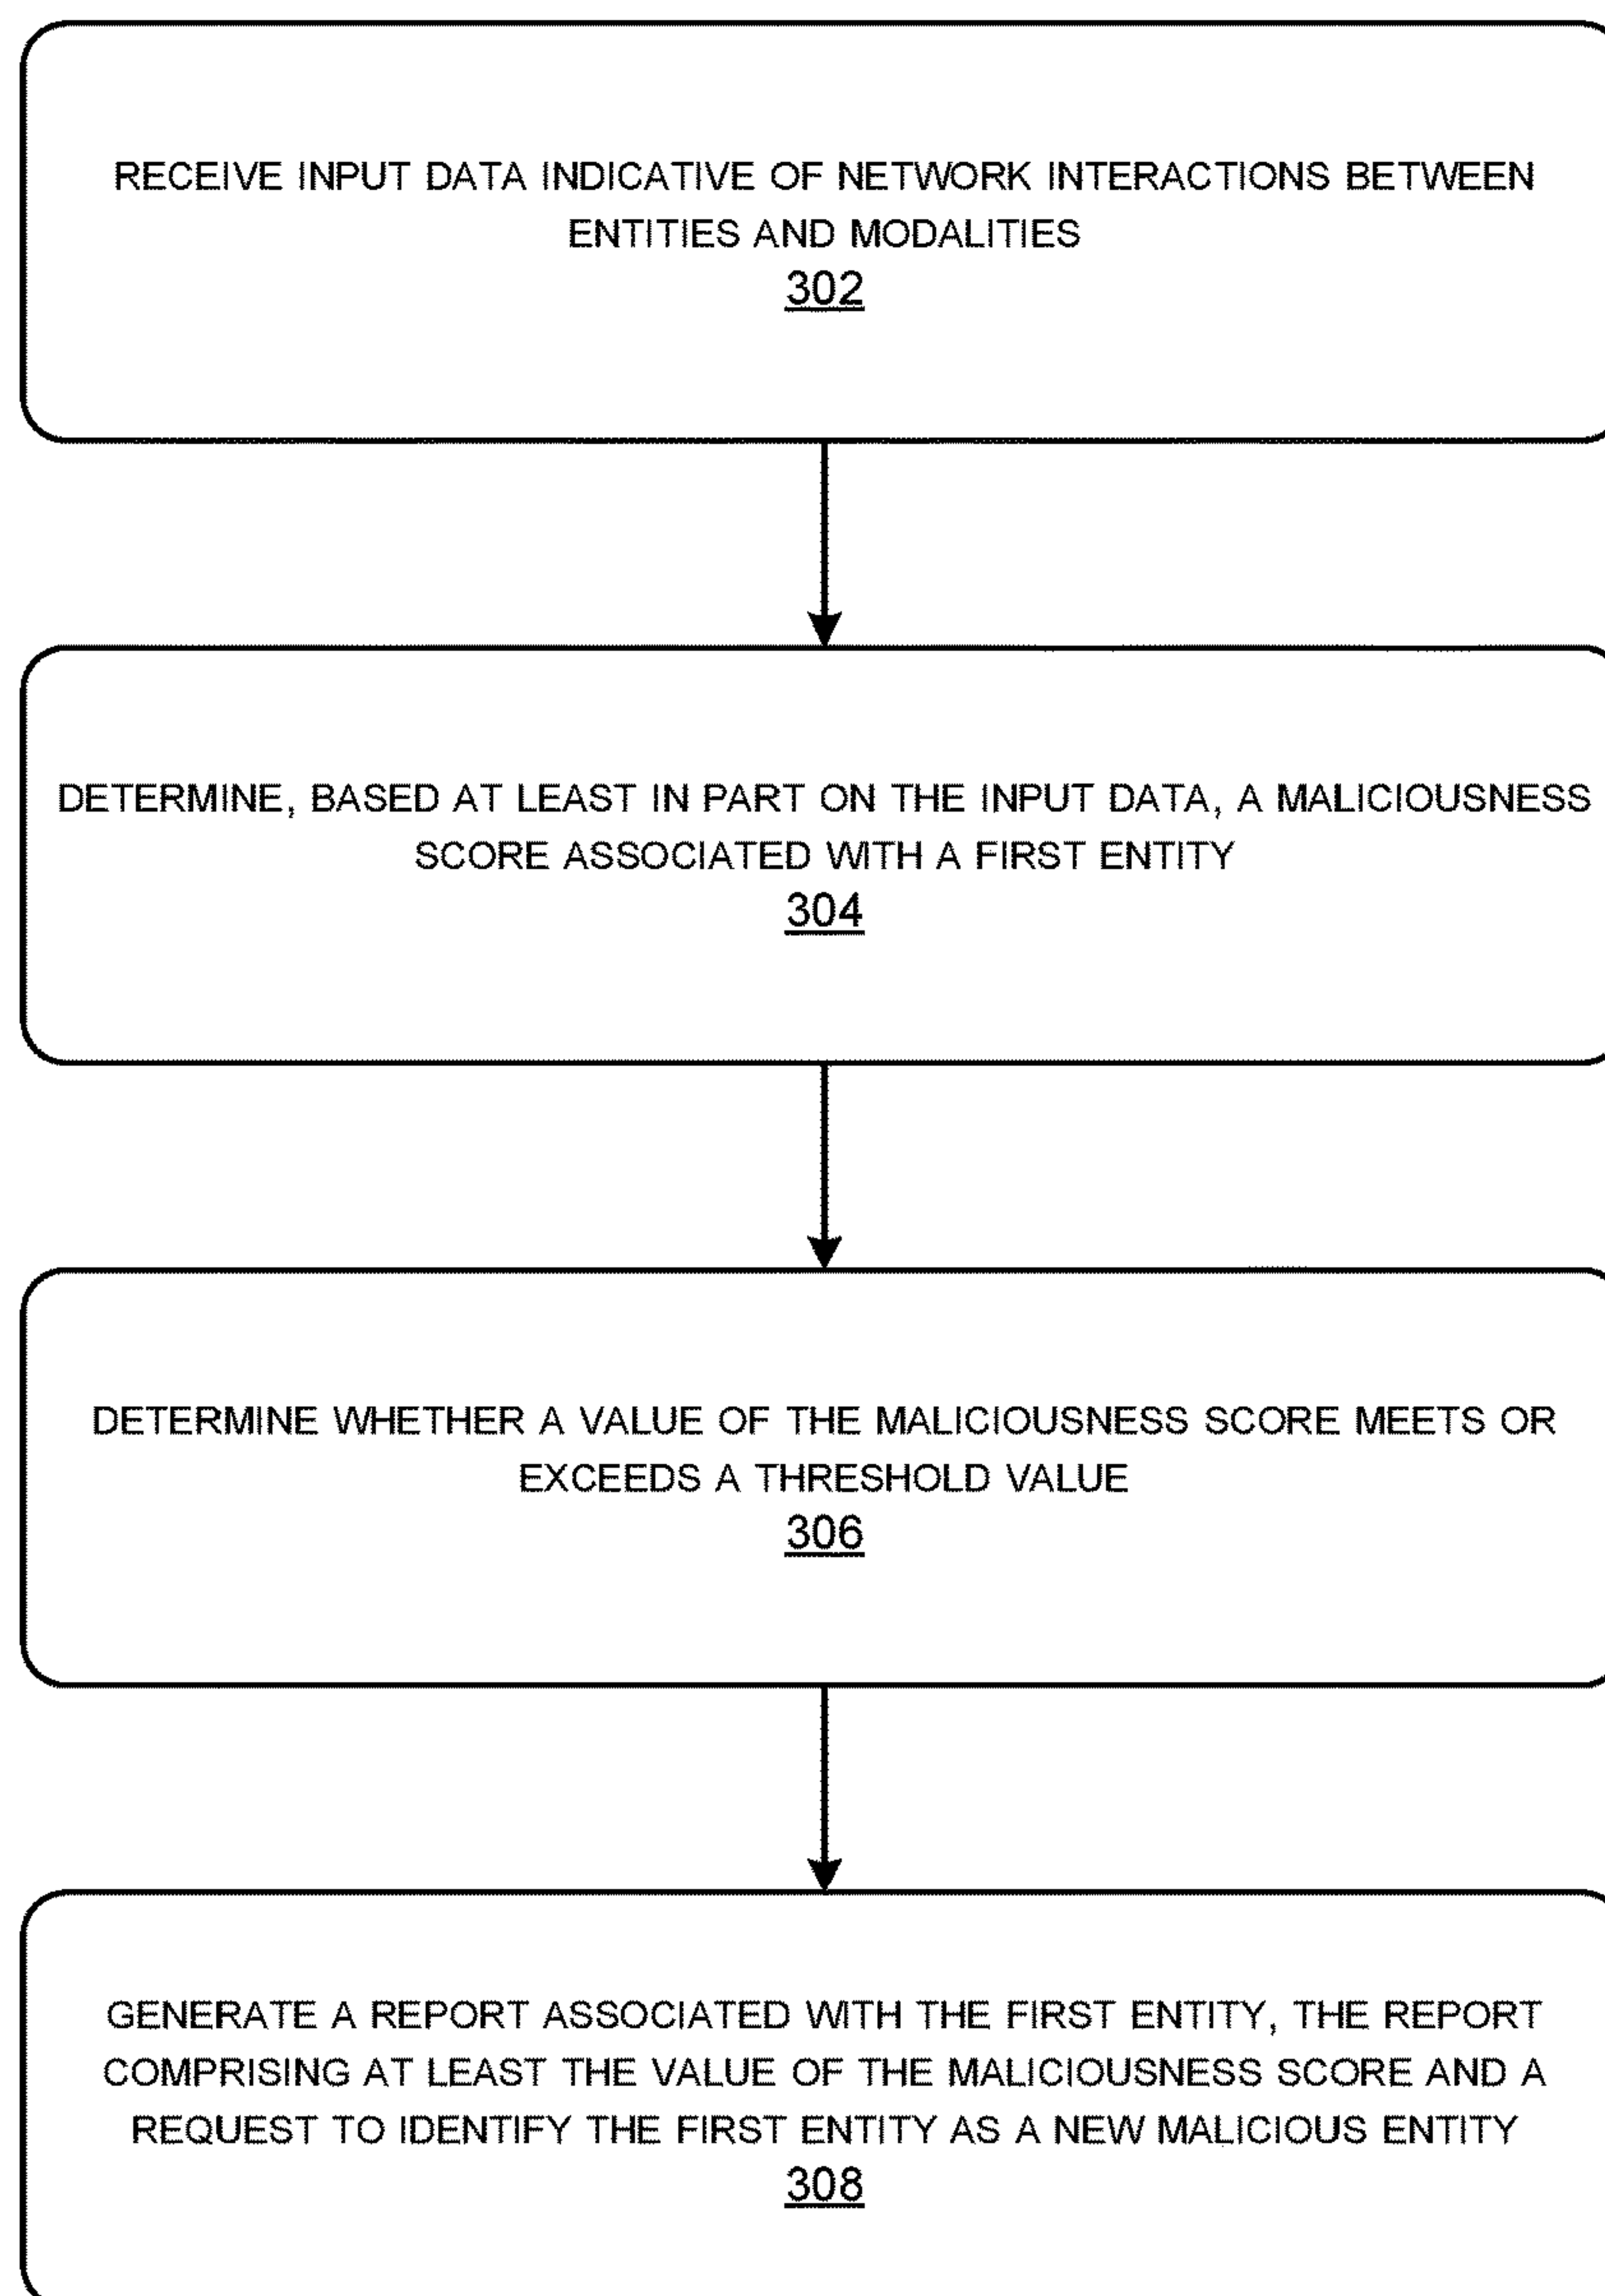 RECEIVE INPUT DATA INDICATIVE OF NETWORK INTERACTIONS BETWEEN
ENTITIES AND MODALITIES
302
DETERMINE, BASED AT LEAST IN PART ON THE INPUT DATA, A MALICIOUSNESS
SCORE ASSOCIATED WITH A FIRST ENTITY
304
DETERMINE WHETHER A VALUE OF THE MALICIOUSNESS SCORE MEETS OR
EXCEEDS A THRESHOLD VALUE
306
GENERATE A REPORT ASSOCIATED WITH THE FIRST ENTITY, THE REPORT
COMPRISING AT LEAST THE VALUE OF THE MALICIOUSNESS SCORE AND A
REQUEST TO IDENTIFY THE FIRST ENTITY AS A NEW MALICIOUS ENTITY
308